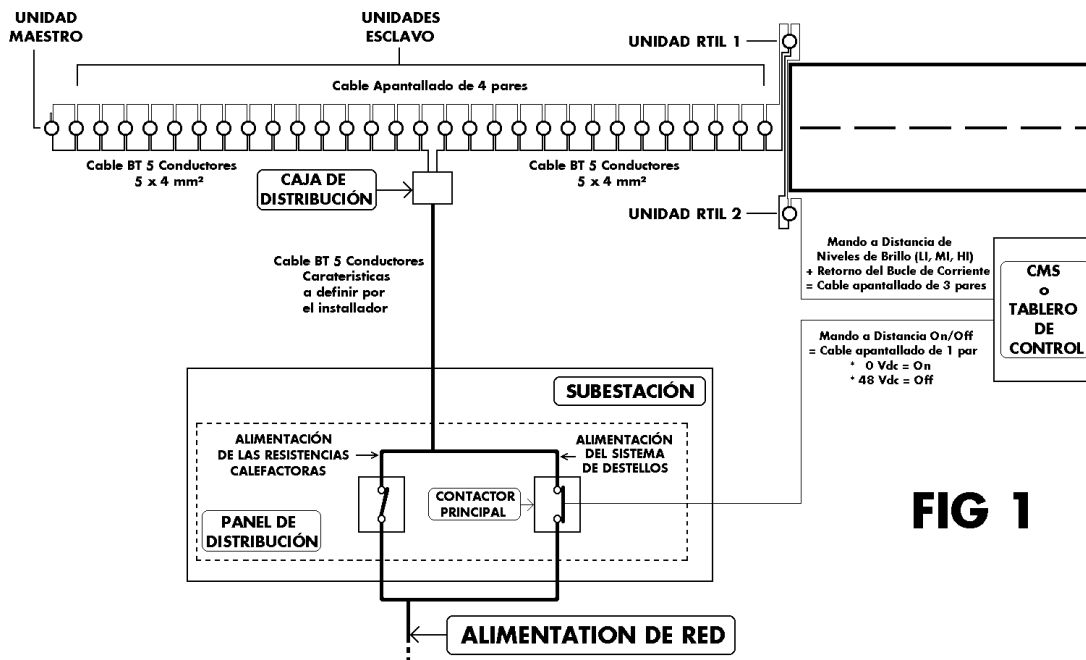 UNIDAD
MAESTRO
UNIDADES
ESCLAVO
UNIDAD RTIL 1
Cable Apantallado de 4 pares
Cable BT 5 Conductores
5 x 4 mm²
Cable BT 5 Conductores
5 x 4 mm²
CAJA DE
DISTRIBUCIÓN
UNIDAD RTIL 2
Cable BT 5 Conductores
Carateristicas
a definir por
el installador
Mando a Distancia de
Niveles de Brillo (LI, MI, HI)
+ Retorno del Bucle de Corriente
= Cable apantallado de 3 pares
CMS
o
TABLERO
DE
CONTROL
Mando a Distancia On/Off
= Cable apantallado de 1 par
* 0 Vdc = On
* 48 Vdc = Off
SUBESTACIÓN
ALIMENTACIÓN
DE LAS RESISTENCIAS
CALEFACTORAS
ALIMENTACIÓN
DEL SISTEMA
DE DESTELLOS
CONTACTOR
PRINCIPAL
PANEL DE
DISTRIBUCIÓN
FIG 1
ALIMENTATION DE RED